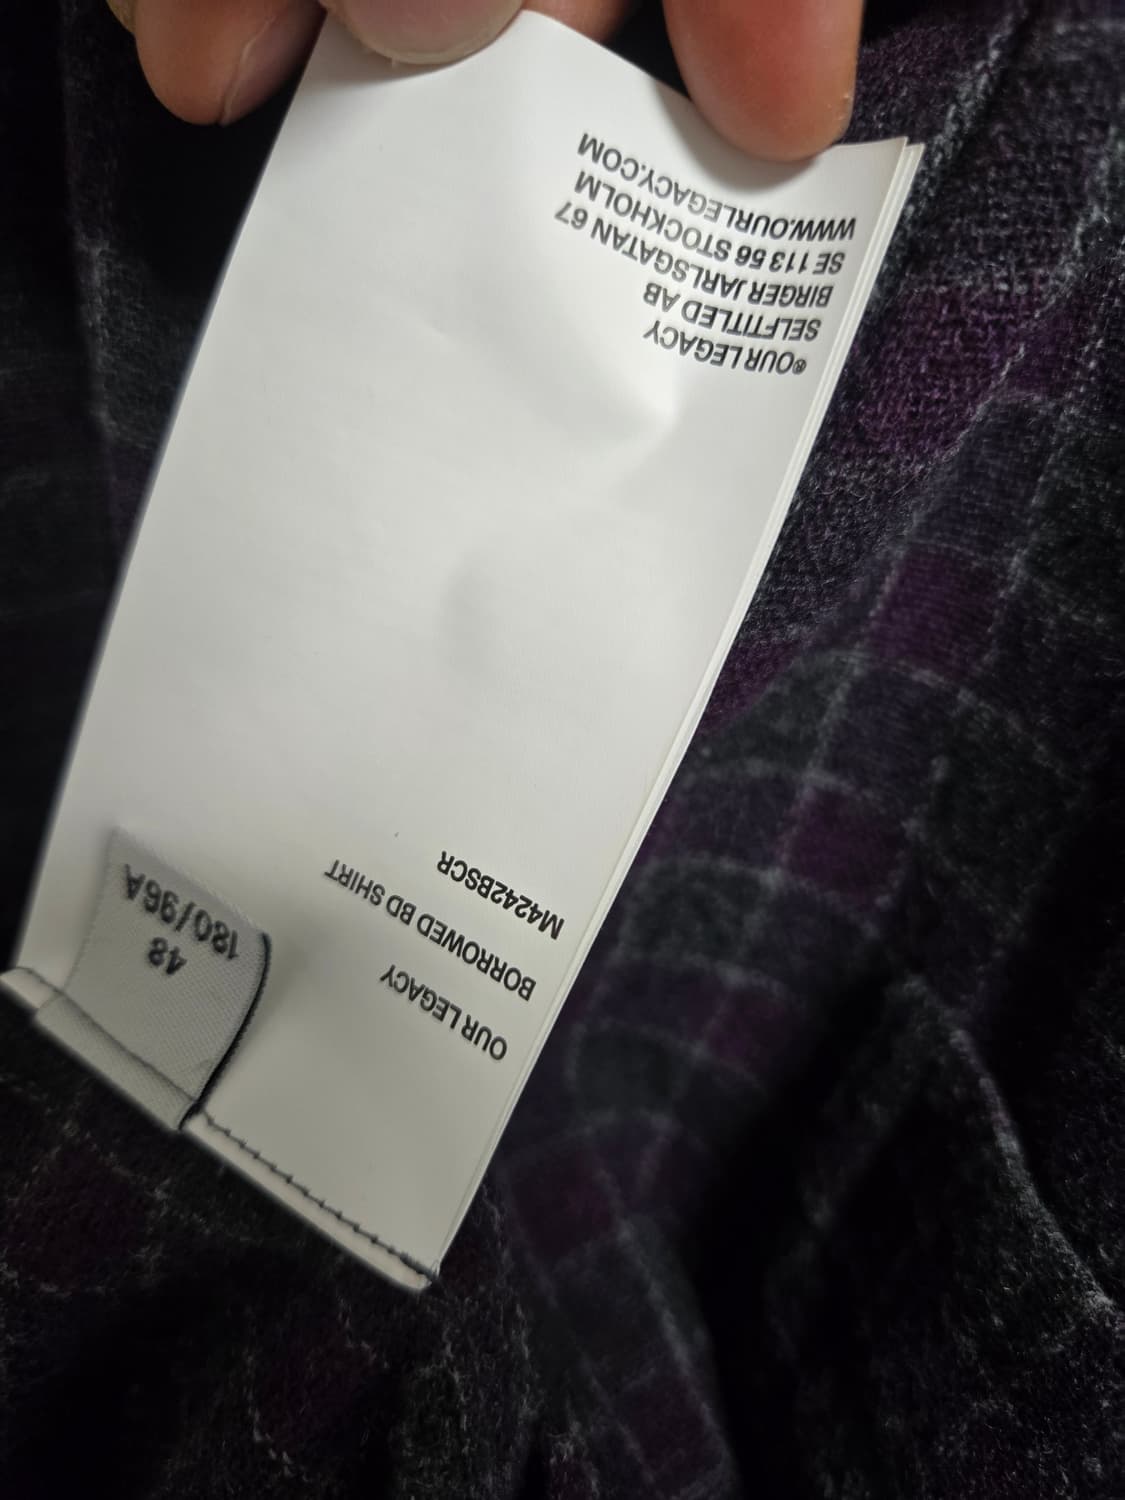 OUR LEGACY
BORROWED BD SHIRT
M4242BSCR
48
180/96A
®OUR LEGACY
SELFTITLED AB
BIRGER JARLSGATAN 67
SE 113 56 STOCKHOLM
WWW.OURLEGACY.COM